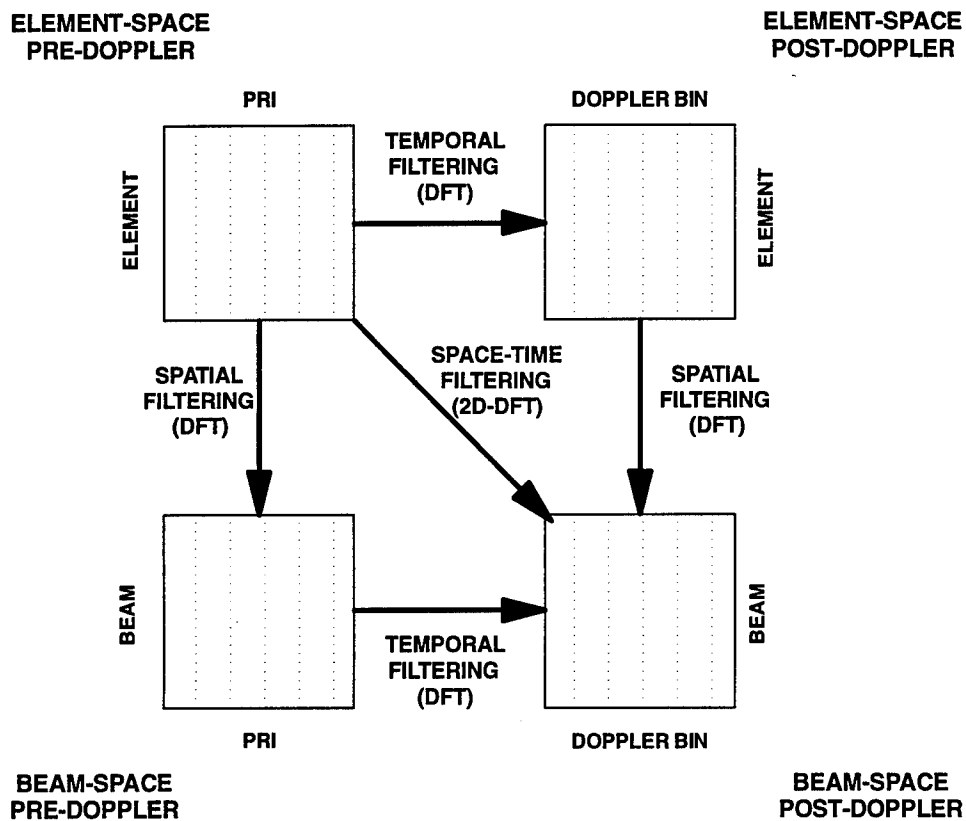 ELEMENT-SPACE
PRE-DOPPLER
ELEMENT-SPACE
POST-DOPPLER
PRI
DOPPLER BIN
ELEMENT
TEMPORAL
FILTERING
(DFT)
ELEMENT
SPATIAL
FILTERING
(DFT)
SPACE-TIME
FILTERING
(2D-DFT)
SPATIAL
FILTERING
(DFT)
BEAM
TEMPORAL
FILTERING
(DFT)
BEAM
PRI
DOPPLER BIN
BEAM-SPACE
PRE-DOPPLER
BEAM-SPACE
POST-DOPPLER